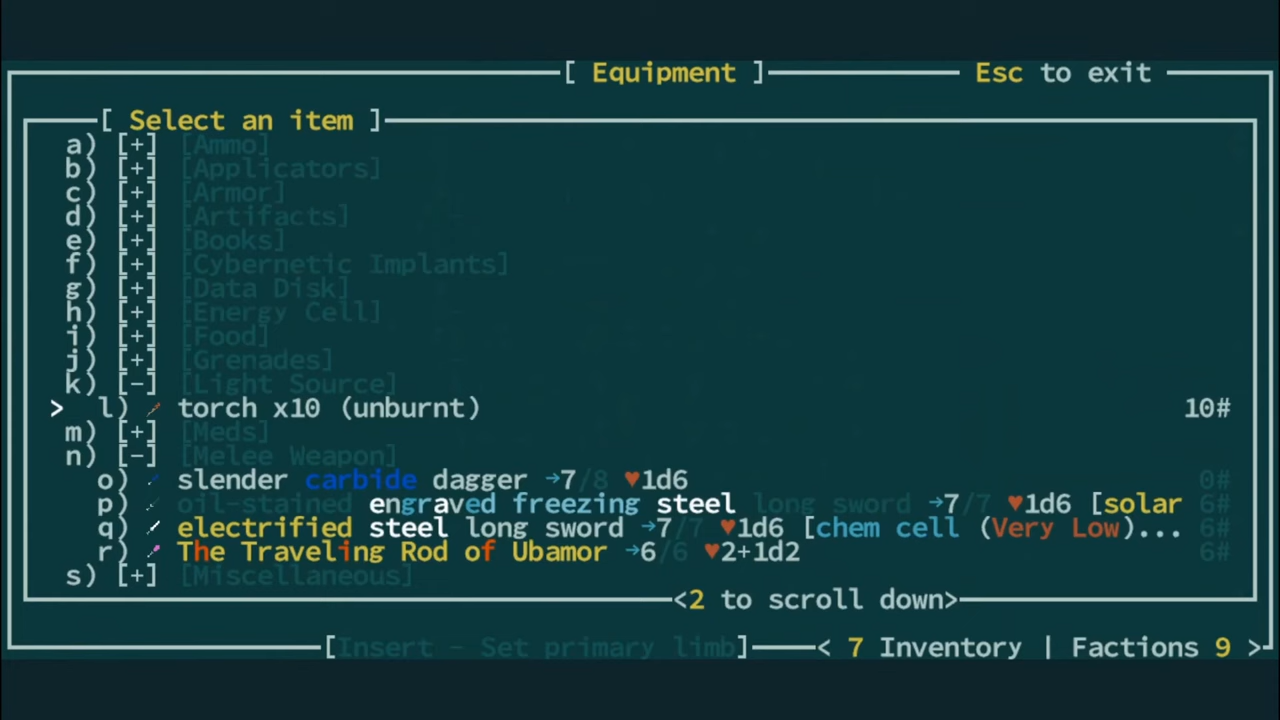 [ Equipment ] Esc to exit
[ Select an item ]
a) [+] [Ammo]
b) [+] [Applicators]
c) [+] [Armor]
d) [+] [Artifacts]
e) [+] [Books]
f) [+] [Cybernetic Implants]
g) [+] [Data Disk]
h) [+] [Energy Cell]
i) [+] [Food]
j) [+] [Grenades]
k) [-] [Light Source]
> l) torch x10 (unburnt) 10#
m) [+] [Meds]
n) [-] [Melee Weapon]
o) slender carbide dagger →7/8 ♥1d6 0#
p) oil-stained engraved freezing steel long sword →7/7 ♥1d6 [solar 6#
q) electrified steel long sword →7/7 ♥1d6 [chem cell (Very Low)... 6#
r) The Traveling Rod of Ubamor →6/6 ♥2+1d2 6#
s) [+] [Miscellaneous]
<2 to scroll down>
[Insert - Set primary limb] < 7 Inventory | Factions 9 >